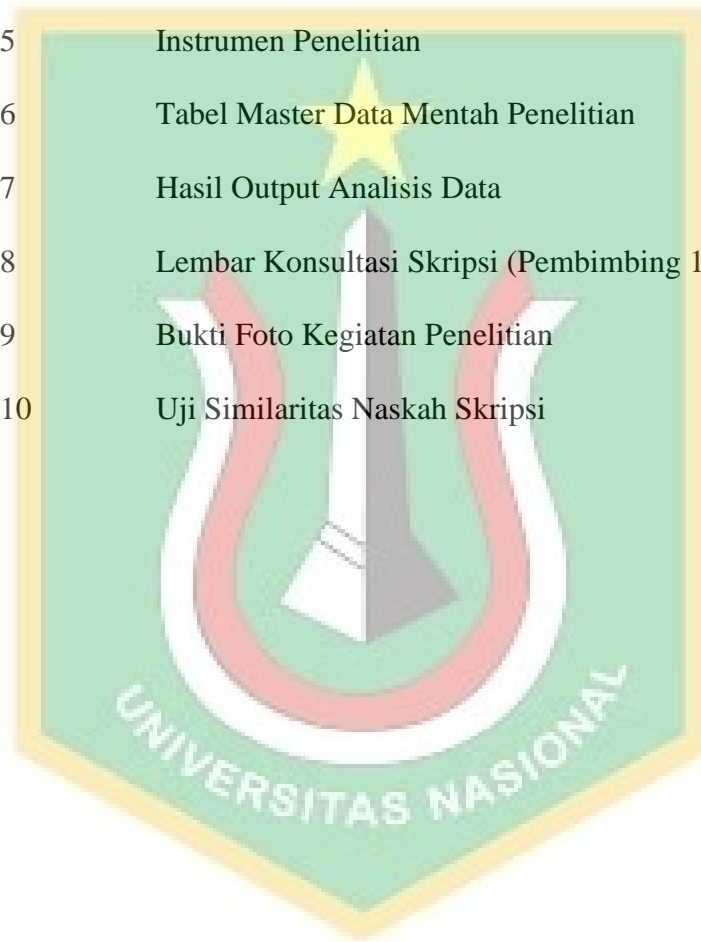 5 Instrumen Penelitian
6 Tabel Master Data Mentah Penelitian
7 Hasil Output Analisis Data
8 Lembar Konsultasi Skripsi (Pembimbing 1
9 Bukti Foto Kegiatan Penelitian
10 Uji Similaritas Naskah Skripsi
UNIVERSITAS NASIONAL